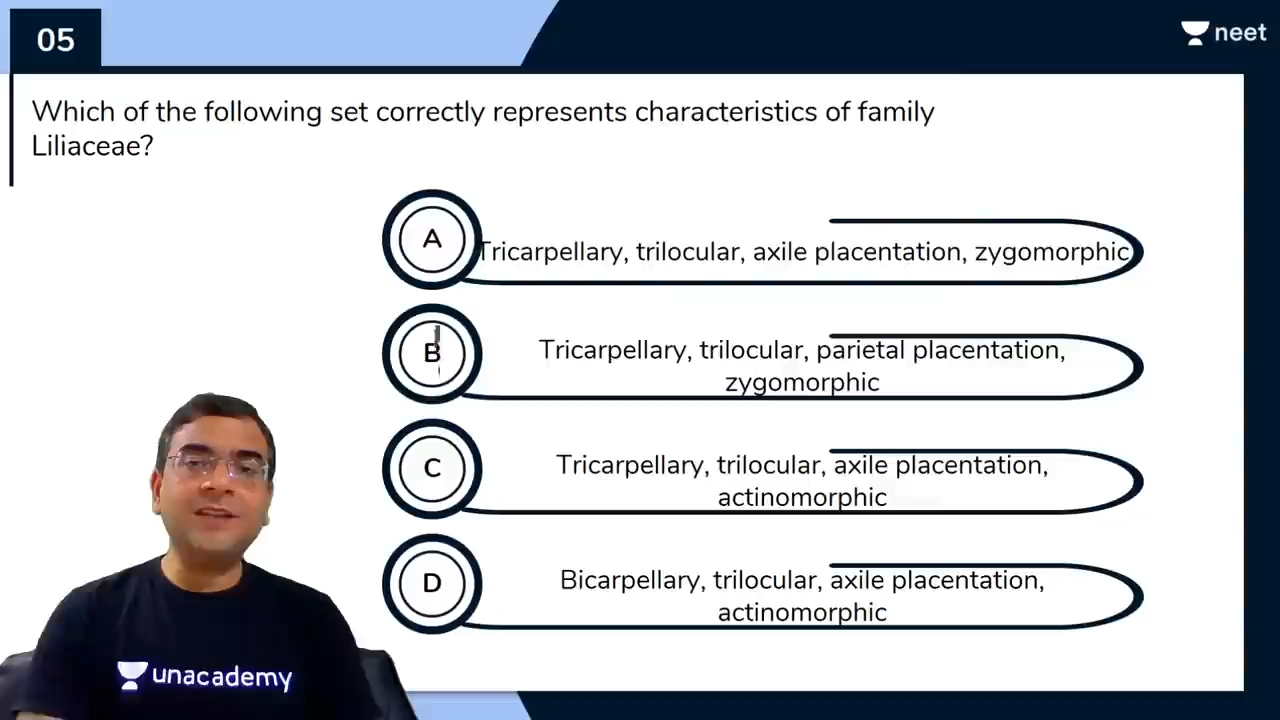 05
neet
Which of the following set correctly represents characteristics of family
Liliaceae?
A
Tricarpellary, trilocular, axile placentation, zygomorphic
B
Tricarpellary, trilocular, parietal placentation,
zygomorphic
C
Tricarpellary, trilocular, axile placentation,
actinomorphic
D
Bicarpellary, trilocular, axile placentation,
actinomorphic
unacademy